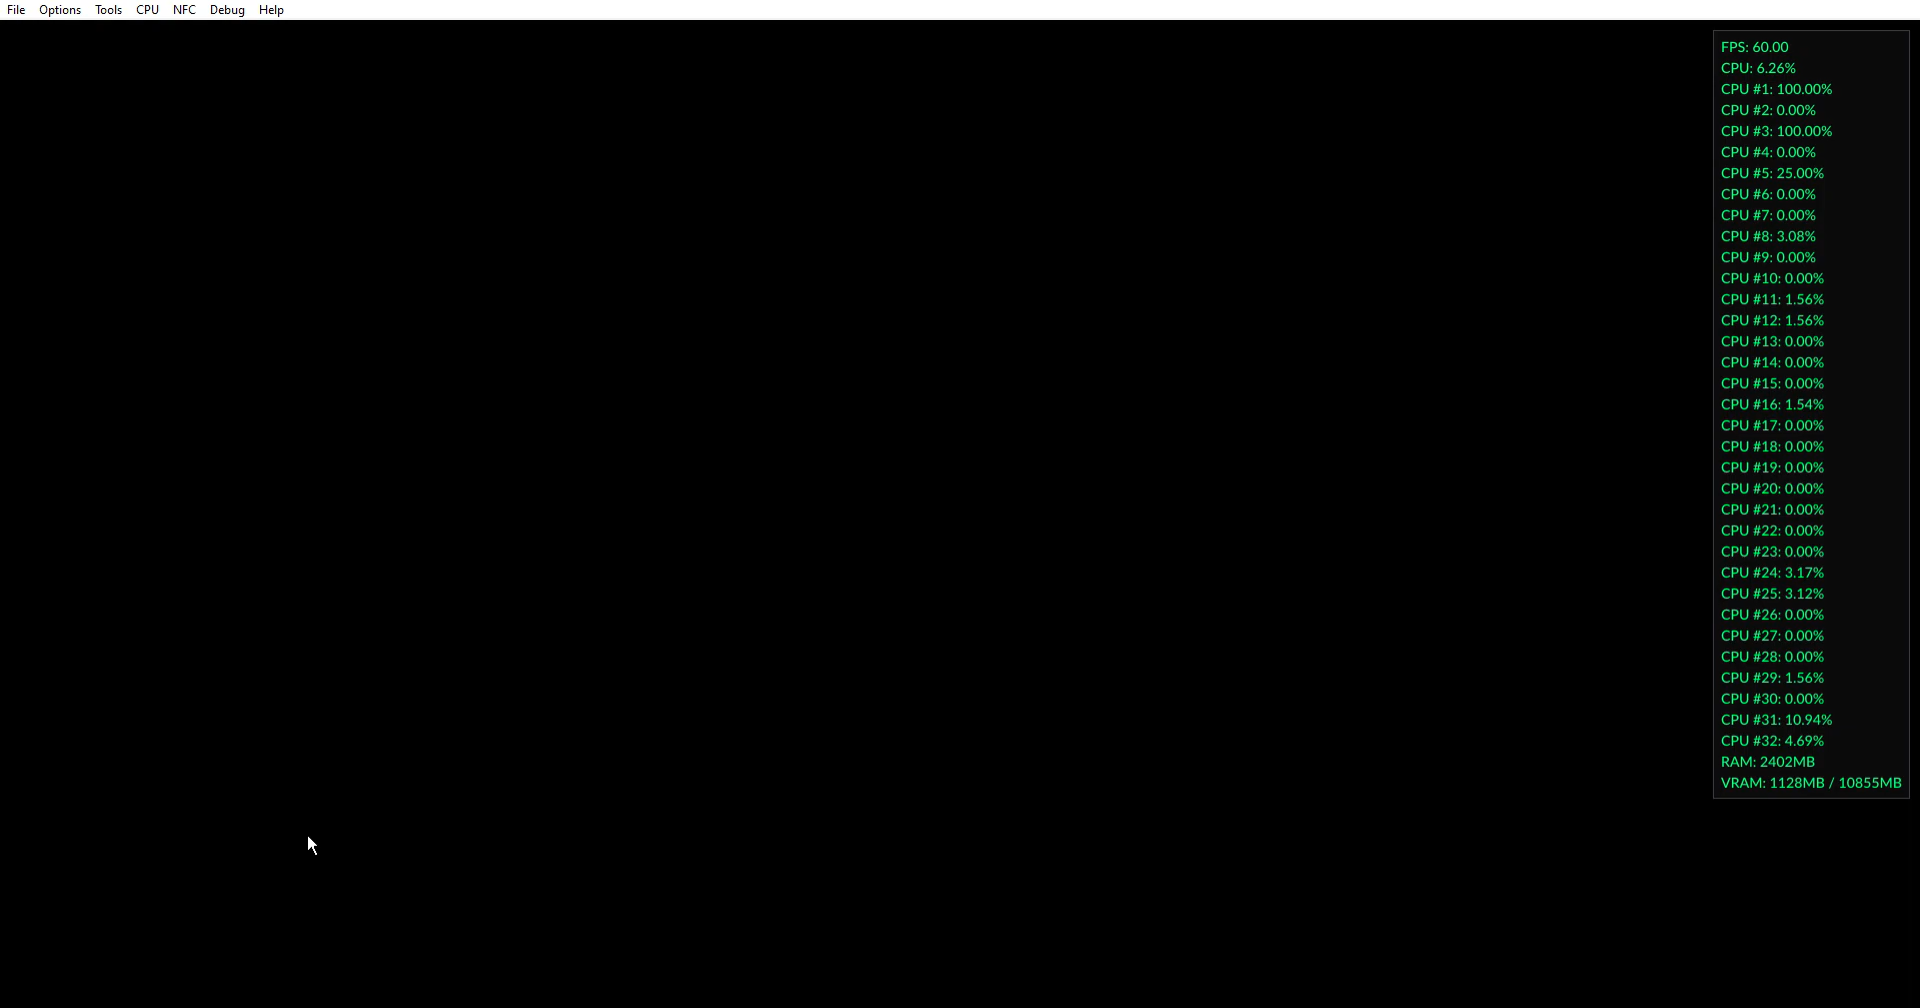 File Options Tools CPU NFC Debug Help
FPS: 60.00
CPU: 6.26%
CPU #1: 100.00%
CPU #2: 0.00%
CPU #3: 100.00%
CPU #4: 0.00%
CPU #5: 25.00%
CPU #6: 0.00%
CPU #7: 0.00%
CPU #8: 3.08%
CPU #9: 0.00%
CPU #10: 0.00%
CPU #11: 1.56%
CPU #12: 1.56%
CPU #13: 0.00%
CPU #14: 0.00%
CPU #15: 0.00%
CPU #16: 1.54%
CPU #17: 0.00%
CPU #18: 0.00%
CPU #19: 0.00%
CPU #20: 0.00%
CPU #21: 0.00%
CPU #22: 0.00%
CPU #23: 0.00%
CPU #24: 3.17%
CPU #25: 3.12%
CPU #26: 0.00%
CPU #27: 0.00%
CPU #28: 0.00%
CPU #29: 1.56%
CPU #30: 0.00%
CPU #31: 10.94%
CPU #32: 4.69%
RAM: 2402MB
VRAM: 1128MB / 10855MB